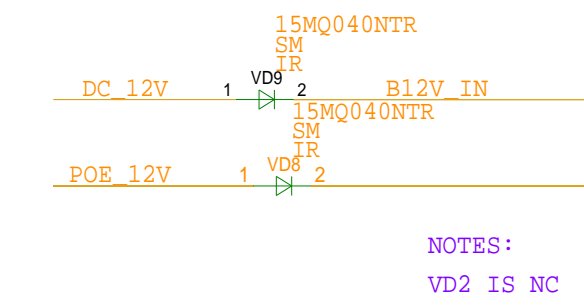 15MQ040NTR
SM
IR
VD9
DC_12V 1 2 B12V_IN
15MQ040NTR
SM
IR
VD8
POE_12V 1 2
NOTES:
VD2 IS NC